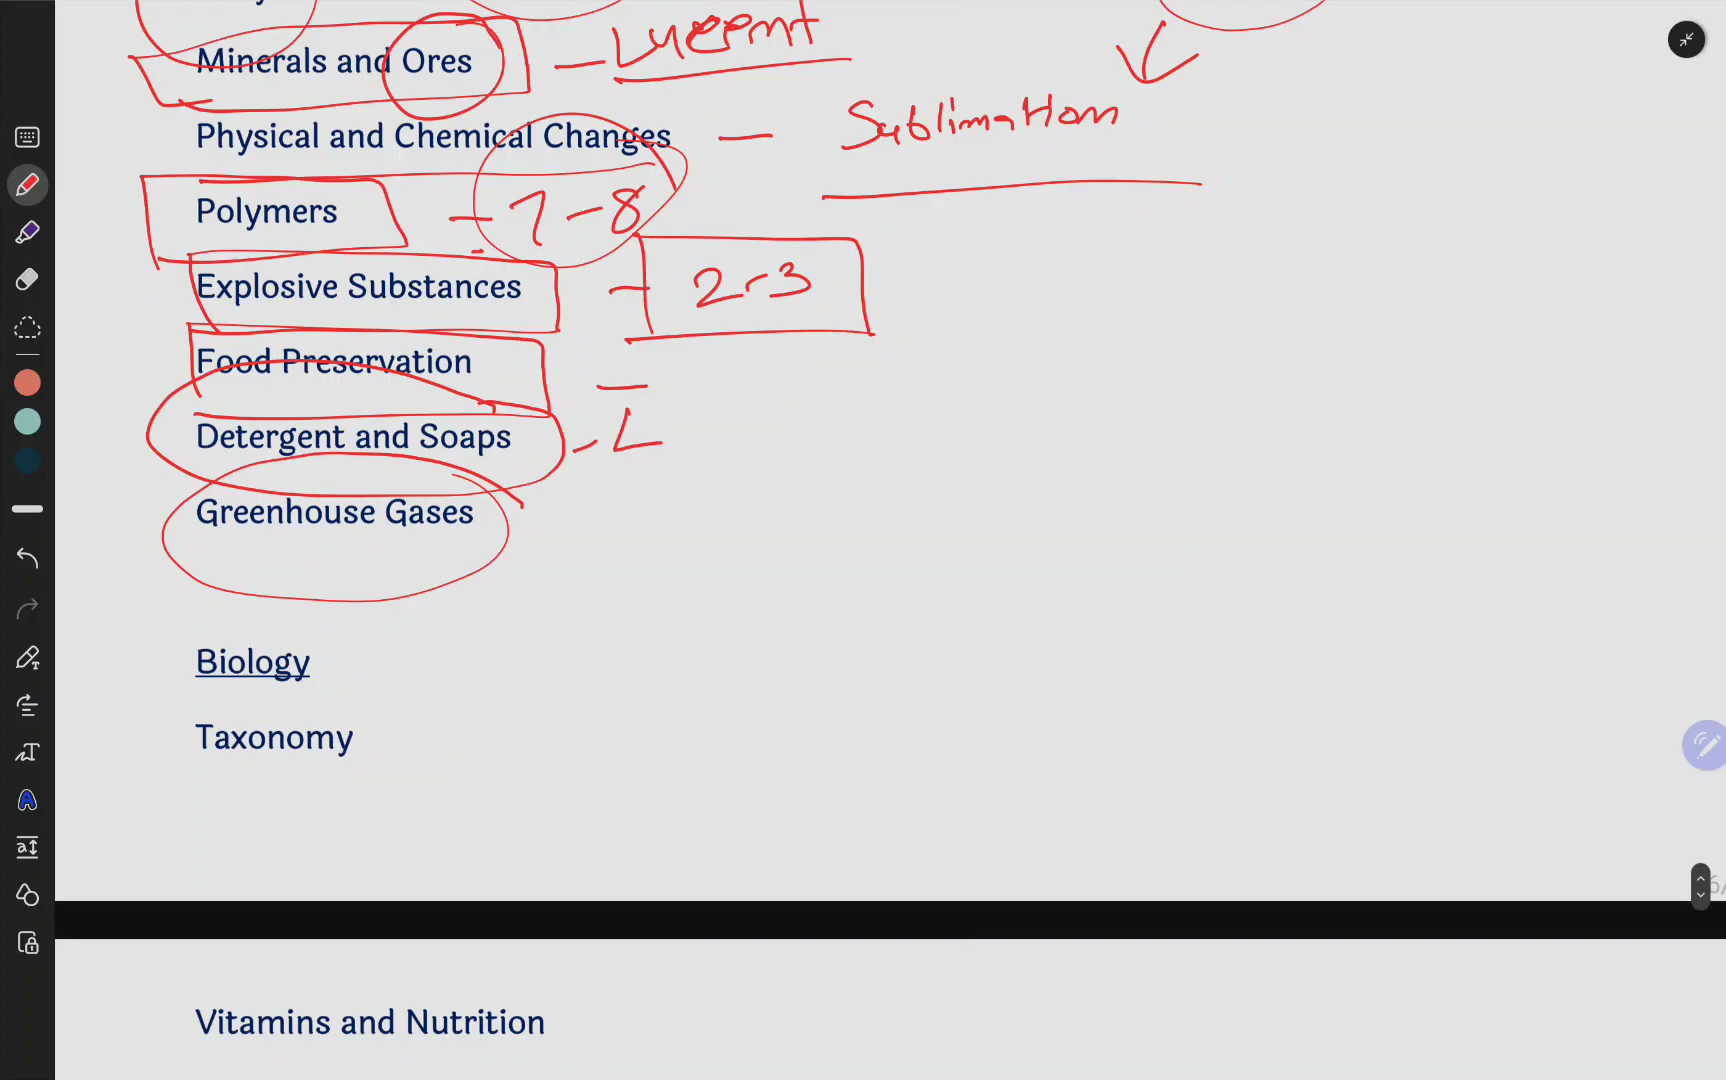 Minerals and Ores — Lucent
Physical and Chemical Changes — Sublimation
Polymers - 7-8
Explosive Substances - 2-3
Food Preservation —
Detergent and Soaps - L
Greenhouse Gases
Biology
Taxonomy
Vitamins and Nutrition